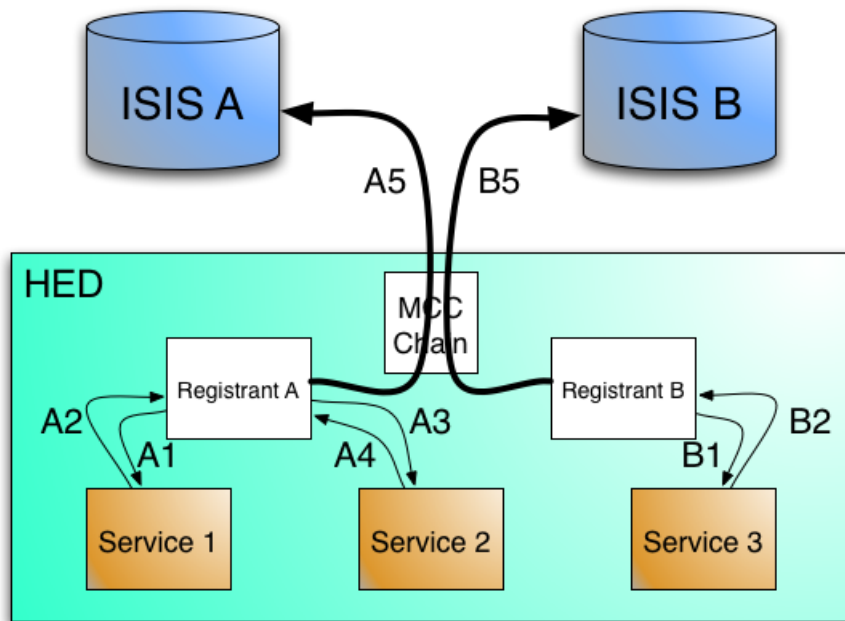 ISIS A
ISIS B
A5
B5
HED
MCC
Chain
Registrant A
Registrant B
A2
A1
A3
A4
B1
B2
Service 1
Service 2
Service 3